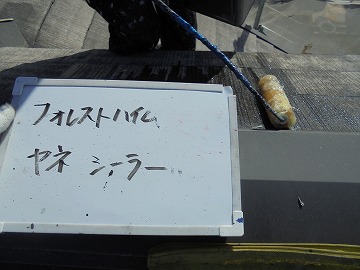 フォレストハイム
ヤネ シーラー